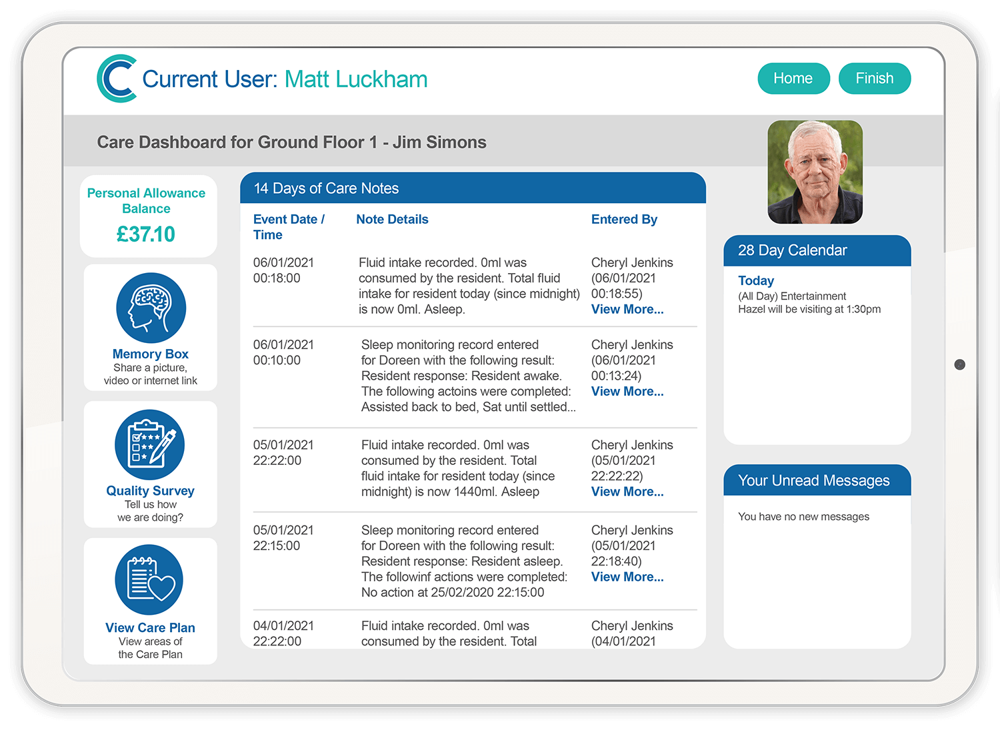 Current User: Matt Luckham
Home
Finish
Care Dashboard for Ground Floor 1 - Jim Simons
Personal Allowance
Balance
£37.10
Memory Box
Share a picture,
video or internet link
Quality Survey
Tell us how
we are doing?
View Care Plan
View areas of
the Care Plan
14 Days of Care Notes
Event Date /
Time
Note Details
Entered By
06/01/2021
00:18:00
Fluid intake recorded. 0ml was
consumed by the resident. Total fluid
intake for resident today (since midnight)
is now 0ml. Asleep.
Cheryl Jenkins
(06/01/2021
00:18:55)
View More...
06/01/2021
00:10:00
Sleep monitoring record entered
for Doreen with the following result:
Resident response: Resident awake.
The following actoins were completed:
Assisted back to bed, Sat until settled...
Cheryl Jenkins
(06/01/2021
00:13:24)
View More...
05/01/2021
22:22:00
Fluid intake recorded. 0ml was
consumed by the resident. Total
fluid intake for resident today (since
midnight) is now 1440ml. Asleep
Cheryl Jenkins
(05/01/2021
22:22:22)
View More...
05/01/2021
22:15:00
Sleep monitoring record entered
for Doreen with the following result:
Resident response: Resident asleep.
The followinf actions were completed:
No action at 25/02/2020 22:15:00
Cheryl Jenkins
(05/01/2021
22:18:40)
View More...
04/01/2021
22:22:00
Fluid intake recorded. 0ml was
consumed by the resident. Total
Cheryl Jenkins
(04/01/2021
28 Day Calendar
Today
(All Day) Entertainment
Hazel will be visiting at 1:30pm
Your Unread Messages
You have no new messages